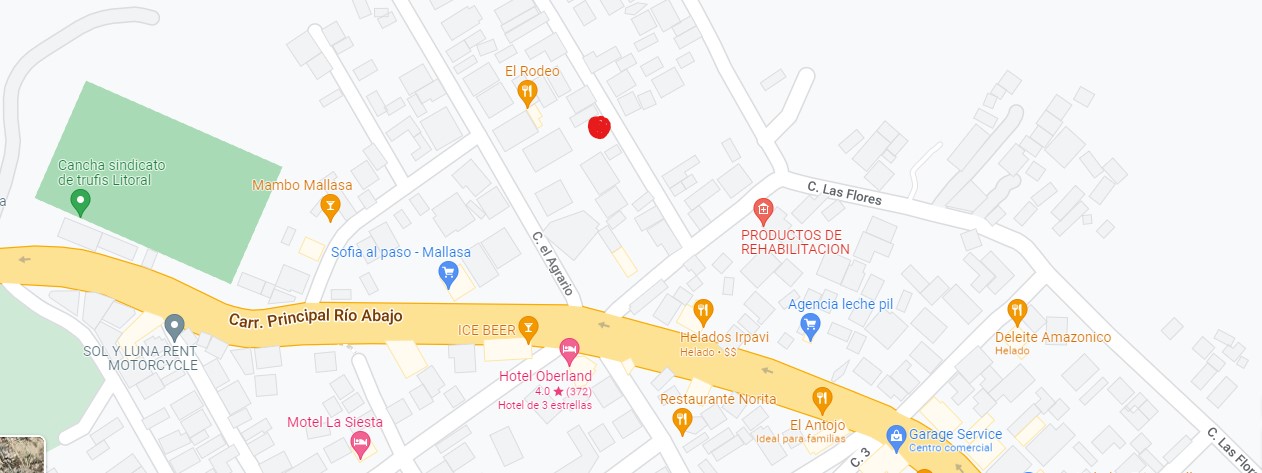 El Rodeo
Cancha sindicato
de trufis Litoral
Mambo Mallasa
C. Las Flores
a
PRODUCTOS DE
REHABILITACION
Sofia al paso - Mallasa
C. el Agrario
Agencia leche pil
Carr. Principal Río Abajo
ICE BEER
Helados Irpavi
Helado • $$
Deleite Amazonico
Helado
SOL Y LUNA RENT
MOTORCYCLE
Hotel Oberland
4.0 ★ (372)
Hotel de 3 estrellas
Restaurante Norita
Motel La Siesta
El Antojo
Ideal para familias
Garage Service
Centro comercial
C. 3
C. Las Flor